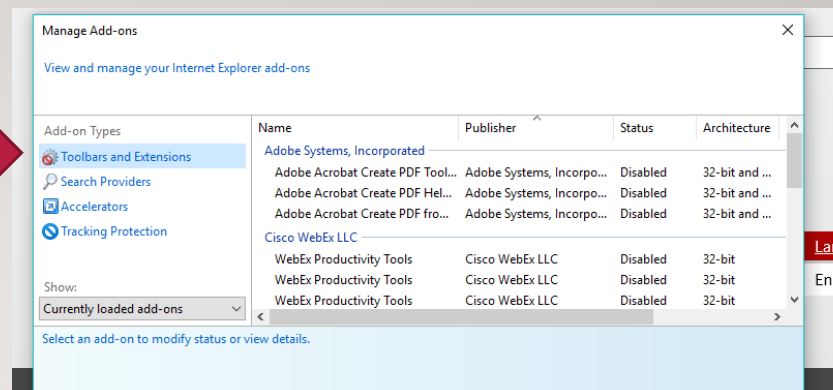 Manage Add-ons
View and manage your Internet Explorer add-ons
Add-on Types
Toolbars and Extensions
Search Providers
Accelerators
Tracking Protection
Show:
Currently loaded add-ons
Name Publisher Status Architecture
Adobe Systems, Incorporated
Adobe Acrobat Create PDF Tool... Adobe Systems, Incorpo... Disabled 32-bit and ...
Adobe Acrobat Create PDF Hel... Adobe Systems, Incorpo... Disabled 32-bit and ...
Adobe Acrobat Create PDF fro... Adobe Systems, Incorpo... Disabled 32-bit and ...
Cisco WebEx LLC
WebEx Productivity Tools Cisco WebEx LLC Disabled 32-bit
WebEx Productivity Tools Cisco WebEx LLC Disabled 32-bit
WebEx Productivity Tools Cisco WebEx LLC Disabled 32-bit
Select an add-on to modify status or view details.